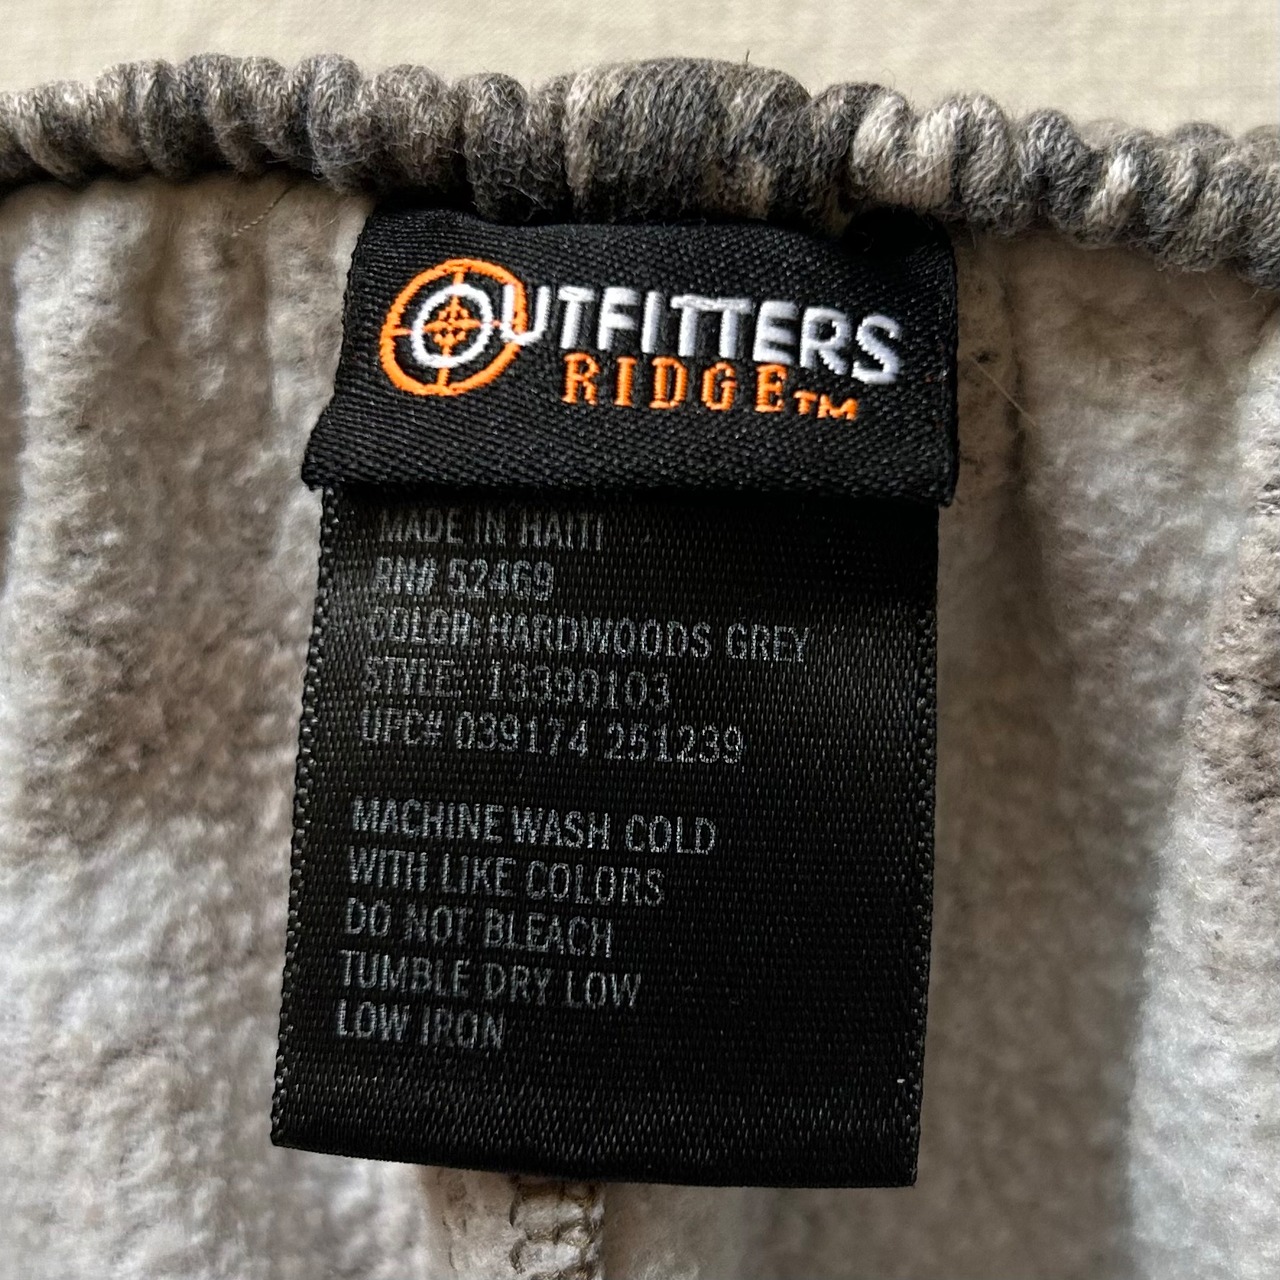 OUTFITTERS
RIDGE™
MADE IN HAITI
RN# 52469
COLOR: HARDWOODS GREY
STYLE: 13390103
UPC# 039174 251239
MACHINE WASH COLD
WITH LIKE COLORS
DO NOT BLEACH
TUMBLE DRY LOW
LOW IRON